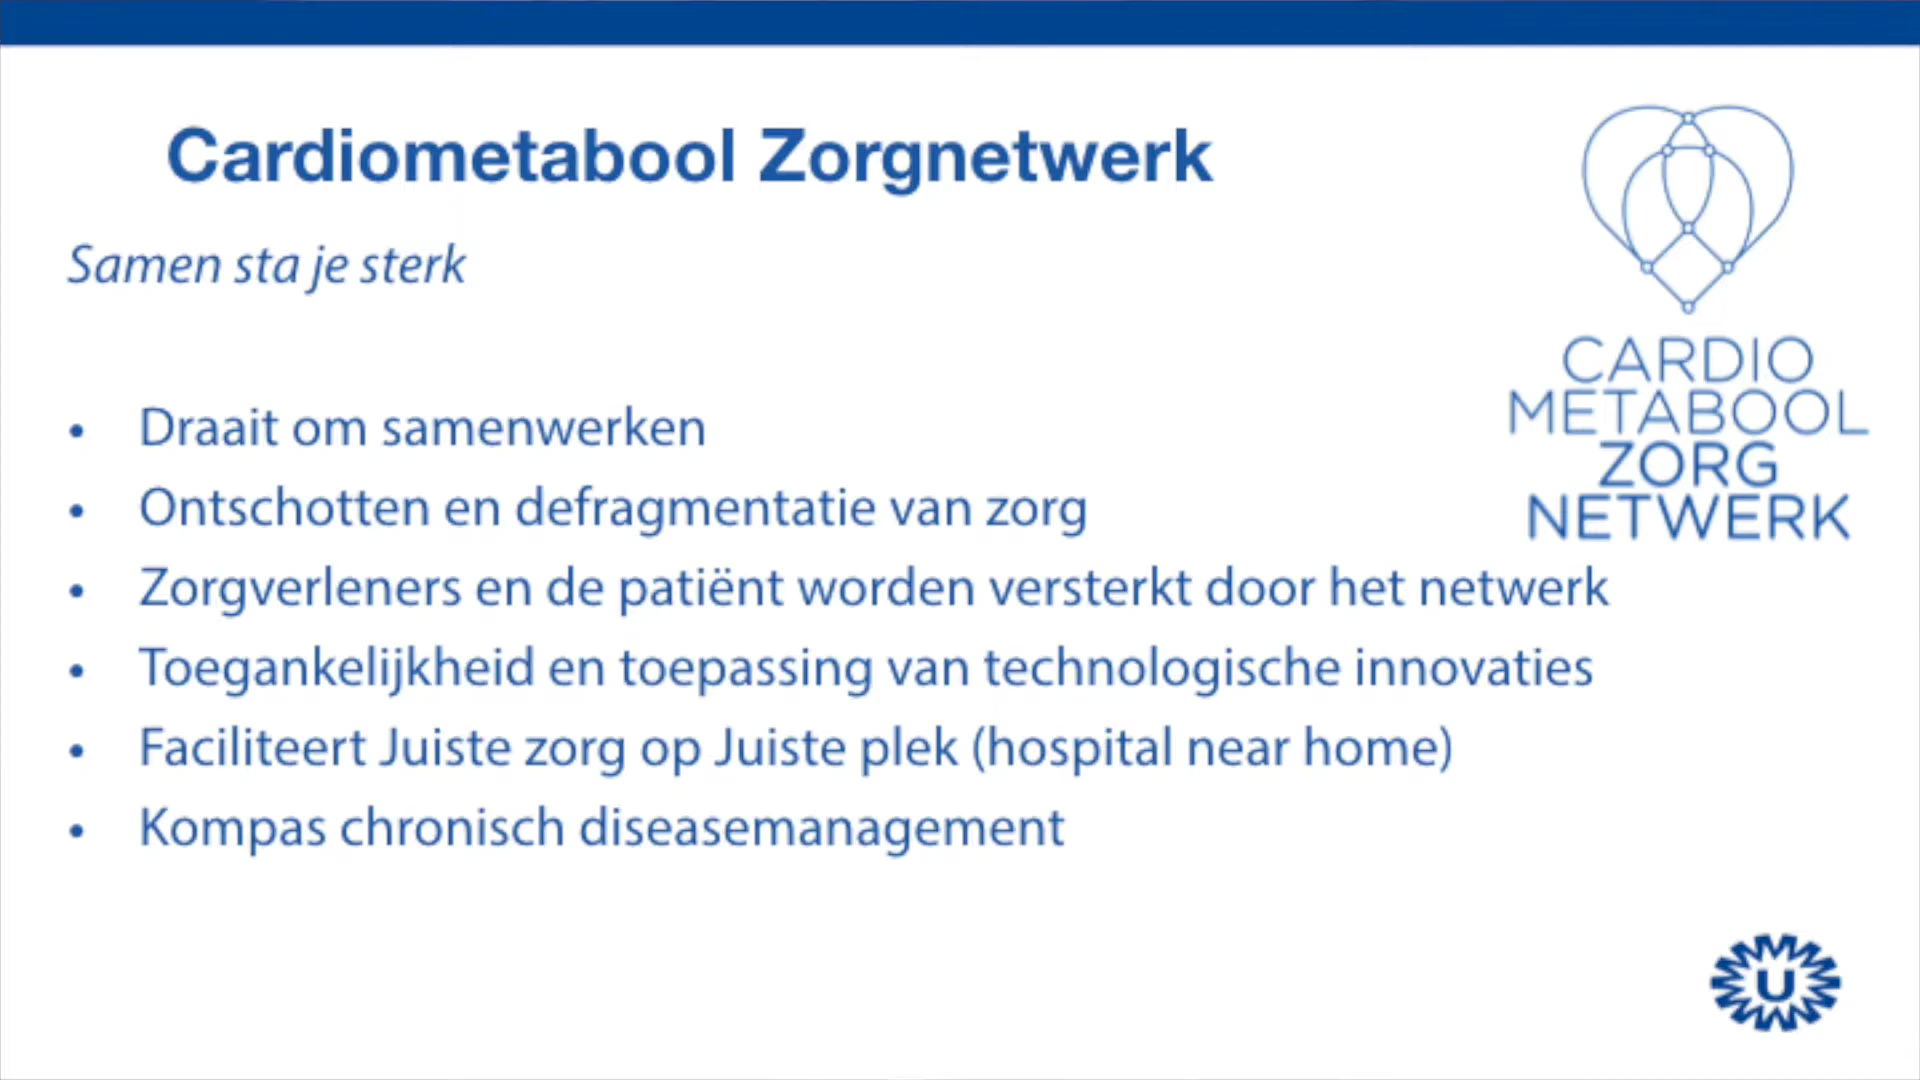 Cardiometabool Zorgnetwerk
Samen sta je sterk
CARDIO
METABOOL
ZORG
NETWERK
• Draait om samenwerken
• Ontschotten en defragmentatie van zorg
• Zorgverleners en de patiënt worden versterkt door het netwerk
• Toegankelijkheid en toepassing van technologische innovaties
• Faciliteert Juiste zorg op Juiste plek (hospital near home)
• Kompas chronisch diseasemanagement
U